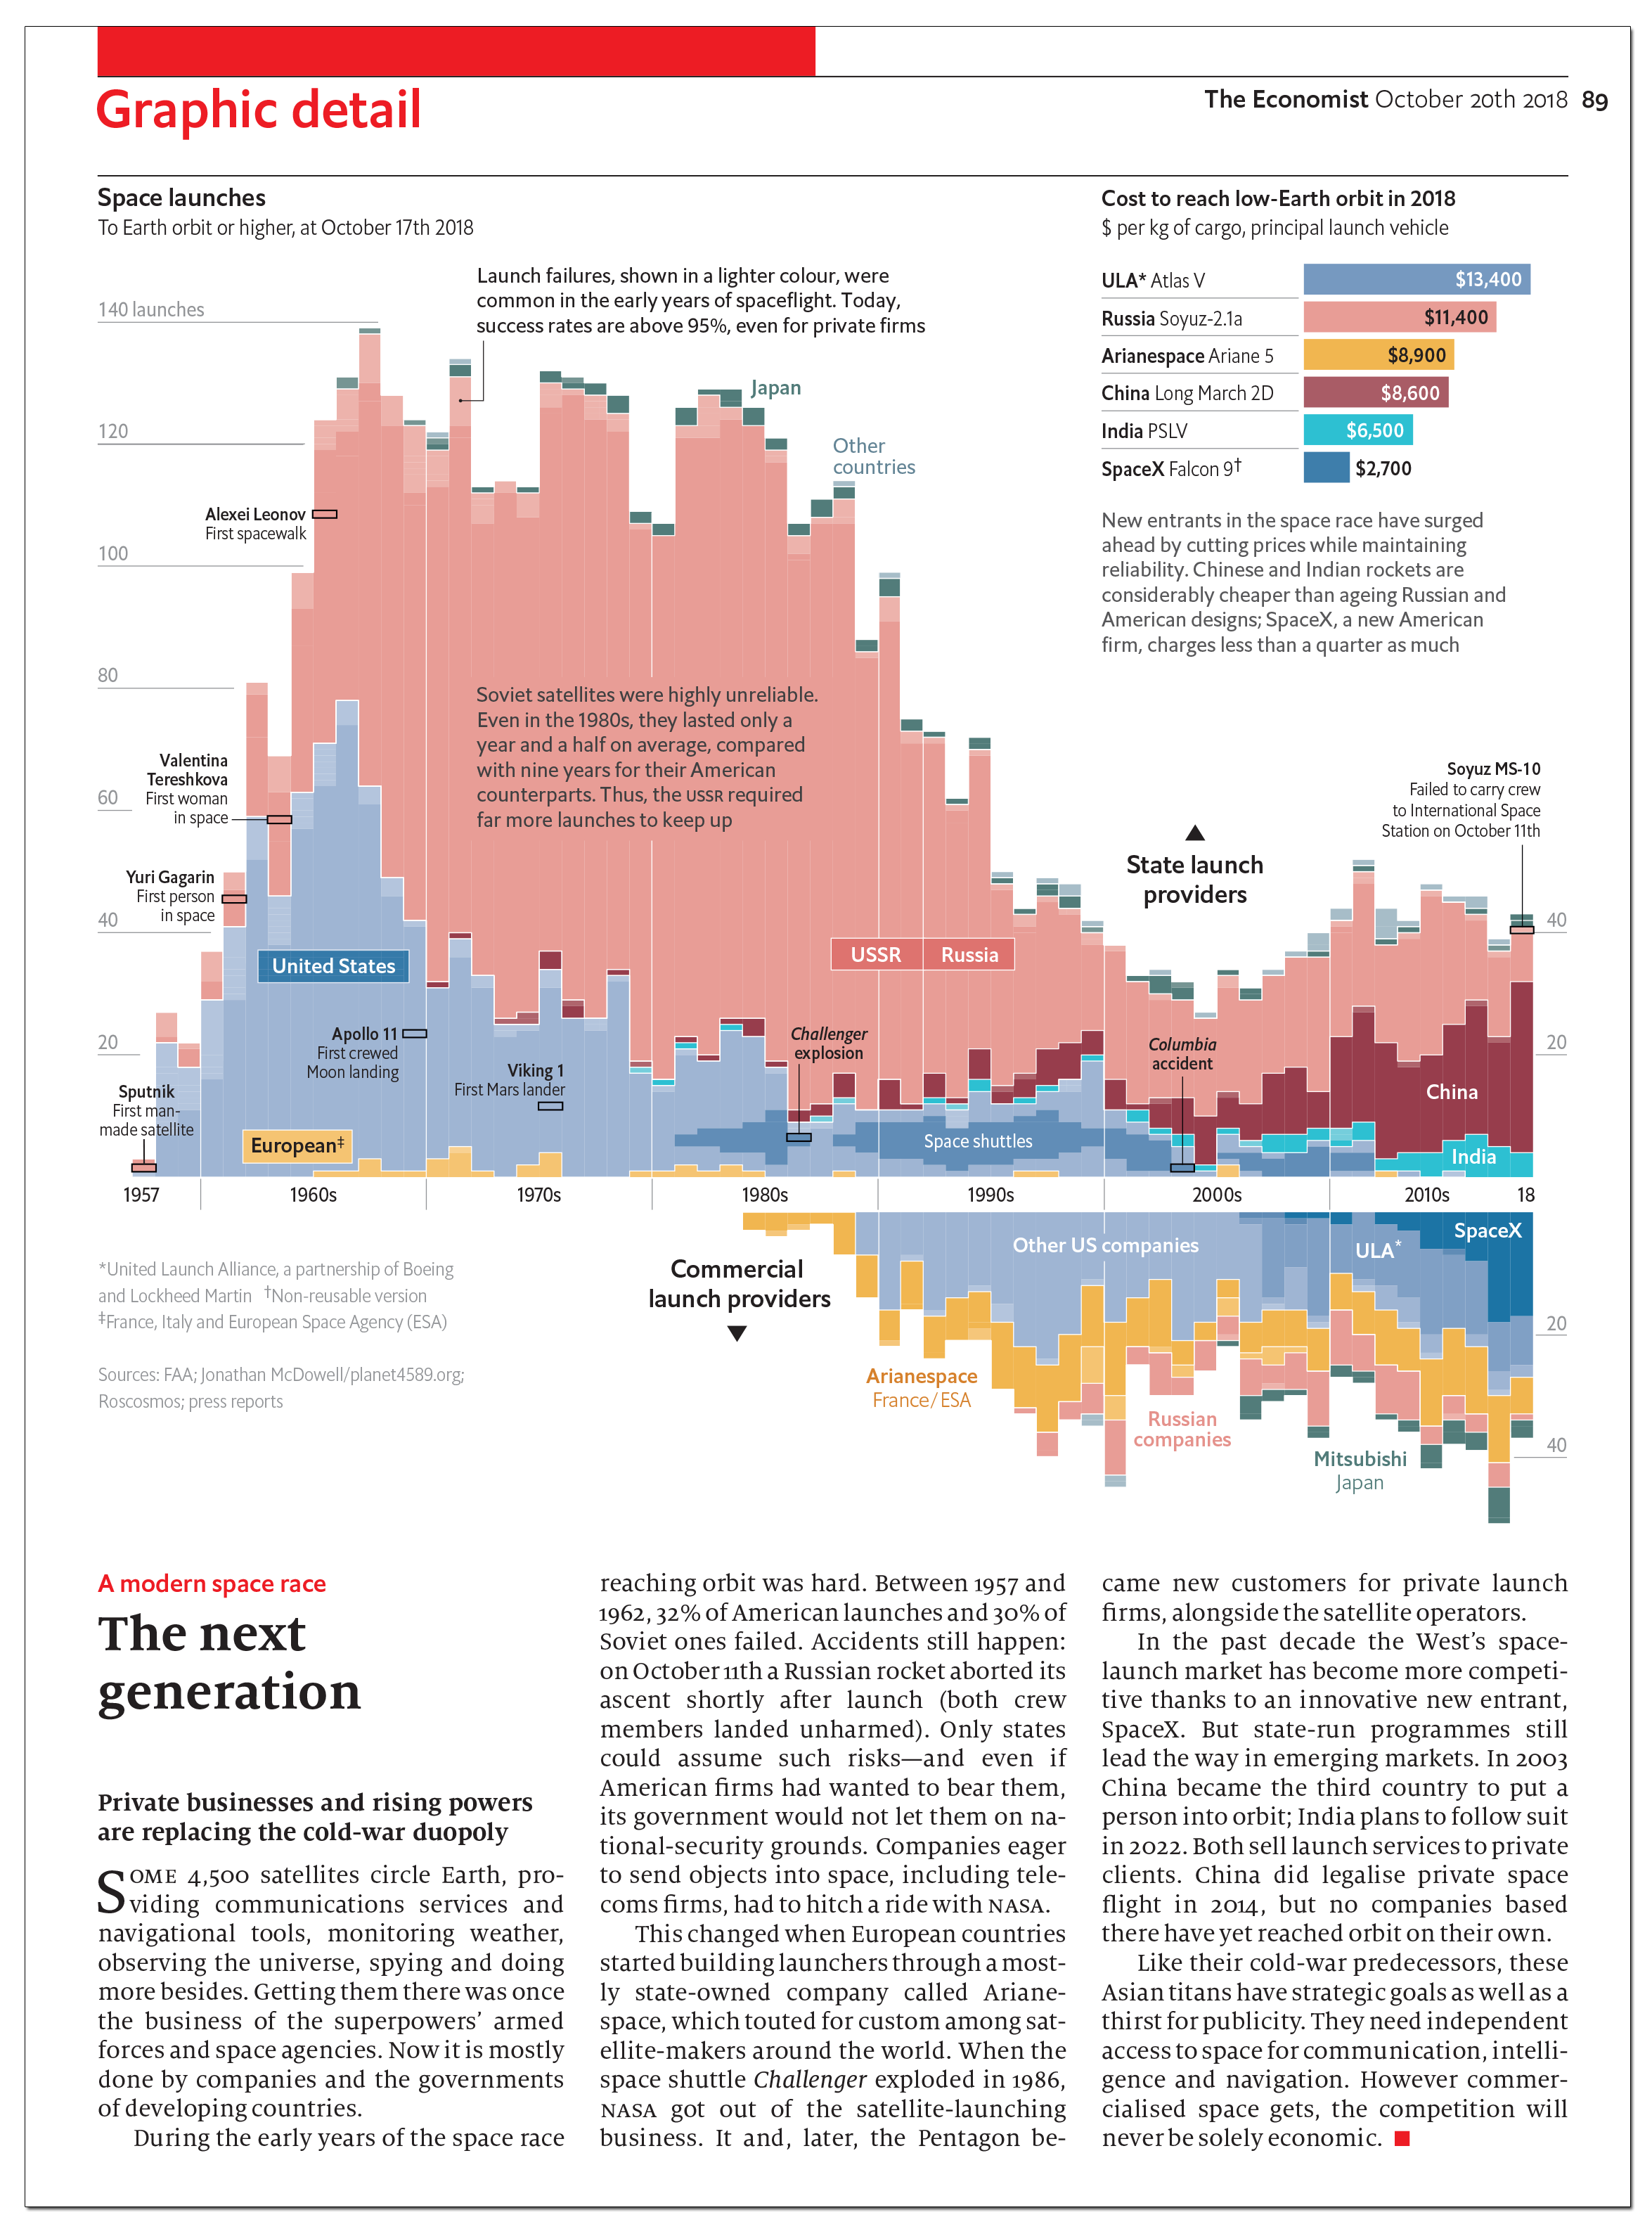 Graphic detail
The Economist October 20th 2018 89
Space launches
To Earth orbit or higher, at October 17th 2018
Launch failures, shown in a lighter colour, were
common in the early years of spaceflight. Today,
success rates are above 95%, even for private firms
140 launches
120
100
80
60
40
20
Japan
Other
countries
Alexei Leonov
First spacewalk
Valentina
Tereshkova
First woman
in space
Yuri Gagarin
First person
in space
Sputnik
First man-
made satellite
United States
European‡
Apollo 11
First crewed
Moon landing
Viking 1
First Mars lander
Soviet satellites were highly unreliable.
Even in the 1980s, they lasted only a
year and a half on average, compared
with nine years for their American
counterparts. Thus, the USSR required
far more launches to keep up
USSR
Russia
Challenger
explosion
Space shuttles
Columbia
accident
State launch
providers
Soyuz MS-10
Failed to carry crew
to International Space
Station on October 11th
40
20
China
India
1957
1960s
1970s
1980s
1990s
2000s
2010s
18
Cost to reach low-Earth orbit in 2018
$ per kg of cargo, principal launch vehicle
ULA* Atlas V $13,400
Russia Soyuz-2.1a $11,400
Arianespace Ariane 5 $8,900
China Long March 2D $8,600
India PSLV $6,500
SpaceX Falcon 9† $2,700
New entrants in the space race have surged
ahead by cutting prices while maintaining
reliability. Chinese and Indian rockets are
considerably cheaper than ageing Russian and
American designs; SpaceX, a new American
firm, charges less than a quarter as much
Commercial
launch providers
Other US companies
ULA*
SpaceX
Arianespace
France/ESA
Russian
companies
Mitsubishi
Japan
20
40
*United Launch Alliance, a partnership of Boeing
and Lockheed Martin †Non-reusable version
‡France, Italy and European Space Agency (ESA)
Sources: FAA; Jonathan McDowell/planet4589.org;
Roscosmos; press reports
A modern space race
The next
generation
Private businesses and rising powers
are replacing the cold-war duopoly
SOME 4,500 satellites circle Earth, pro-
viding communications services and
navigational tools, monitoring weather,
observing the universe, spying and doing
more besides. Getting them there was once
the business of the superpowers' armed
forces and space agencies. Now it is mostly
done by companies and the governments
of developing countries.
During the early years of the space race
reaching orbit was hard. Between 1957 and
1962, 32% of American launches and 30% of
Soviet ones failed. Accidents still happen:
on October 11th a Russian rocket aborted its
ascent shortly after launch (both crew
members landed unharmed). Only states
could assume such risks—and even if
American firms had wanted to bear them,
its government would not let them on na-
tional-security grounds. Companies eager
to send objects into space, including tele-
coms firms, had to hitch a ride with NASA.
This changed when European countries
started building launchers through a most-
ly state-owned company called Ariane-
space, which touted for custom among sat-
ellite-makers around the world. When the
space shuttle Challenger exploded in 1986,
NASA got out of the satellite-launching
business. It and, later, the Pentagon be-
came new customers for private launch
firms, alongside the satellite operators.
In the past decade the West's space-
launch market has become more competi-
tive thanks to an innovative new entrant,
SpaceX. But state-run programmes still
lead the way in emerging markets. In 2003
China became the third country to put a
person into orbit; India plans to follow suit
in 2022. Both sell launch services to private
clients. China did legalise private space
flight in 2014, but no companies based
there have yet reached orbit on their own.
Like their cold-war predecessors, these
Asian titans have strategic goals as well as a
thirst for publicity. They need independent
access to space for communication, intelli-
gence and navigation. However commer-
cialised space gets, the competition will
never be solely economic.